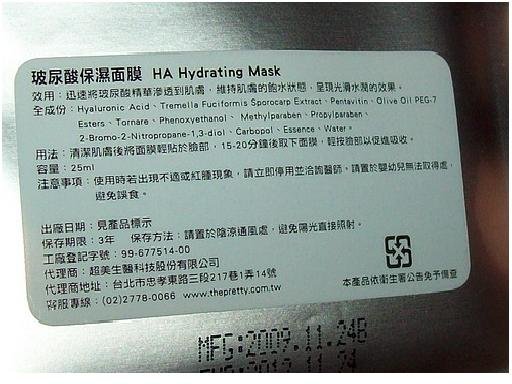 玻尿酸保濕面膜 HA Hydrating Mask
效用：迅速將玻尿酸精華滲透到肌膚，維持肌膚的飽水狀態，呈現光滑水潤的效果。
全成份：Hyaluronic Acid、Tremella Fuciformis Sporocarp Extract、Pentavitin、Olive Oil PEG-7
Esters、Tornare、Phenoxyethanol、Methylparaben、Propylparaben、
2-Bromo-2-Nitropropane-1,3-diol、Carbopol、Essence、Water。
用法：清潔肌膚後將面膜輕貼於臉部，15-20分鐘後取下面膜，輕按臉部以促進吸收。
容量：25ml
注意事項：使用時若出現不適或紅腫現象，請立即停用並洽詢醫師。請置於嬰幼兒無法取得處，
避免誤食。
出廠日期：見產品標示
保存期限：3年 保存方法：請置於陰涼通風處，避免陽光直接照射。
工廠登記字號：99-677514-00
代理商：超美生醫科技股份有限公司
代理商地址：台北市忠孝東路三段217巷1弄14號
客服專線：(02)2778-0066 www.thepretty.com.tw
本產品依衛生署公告免予備查
MFG:2009.11.24B